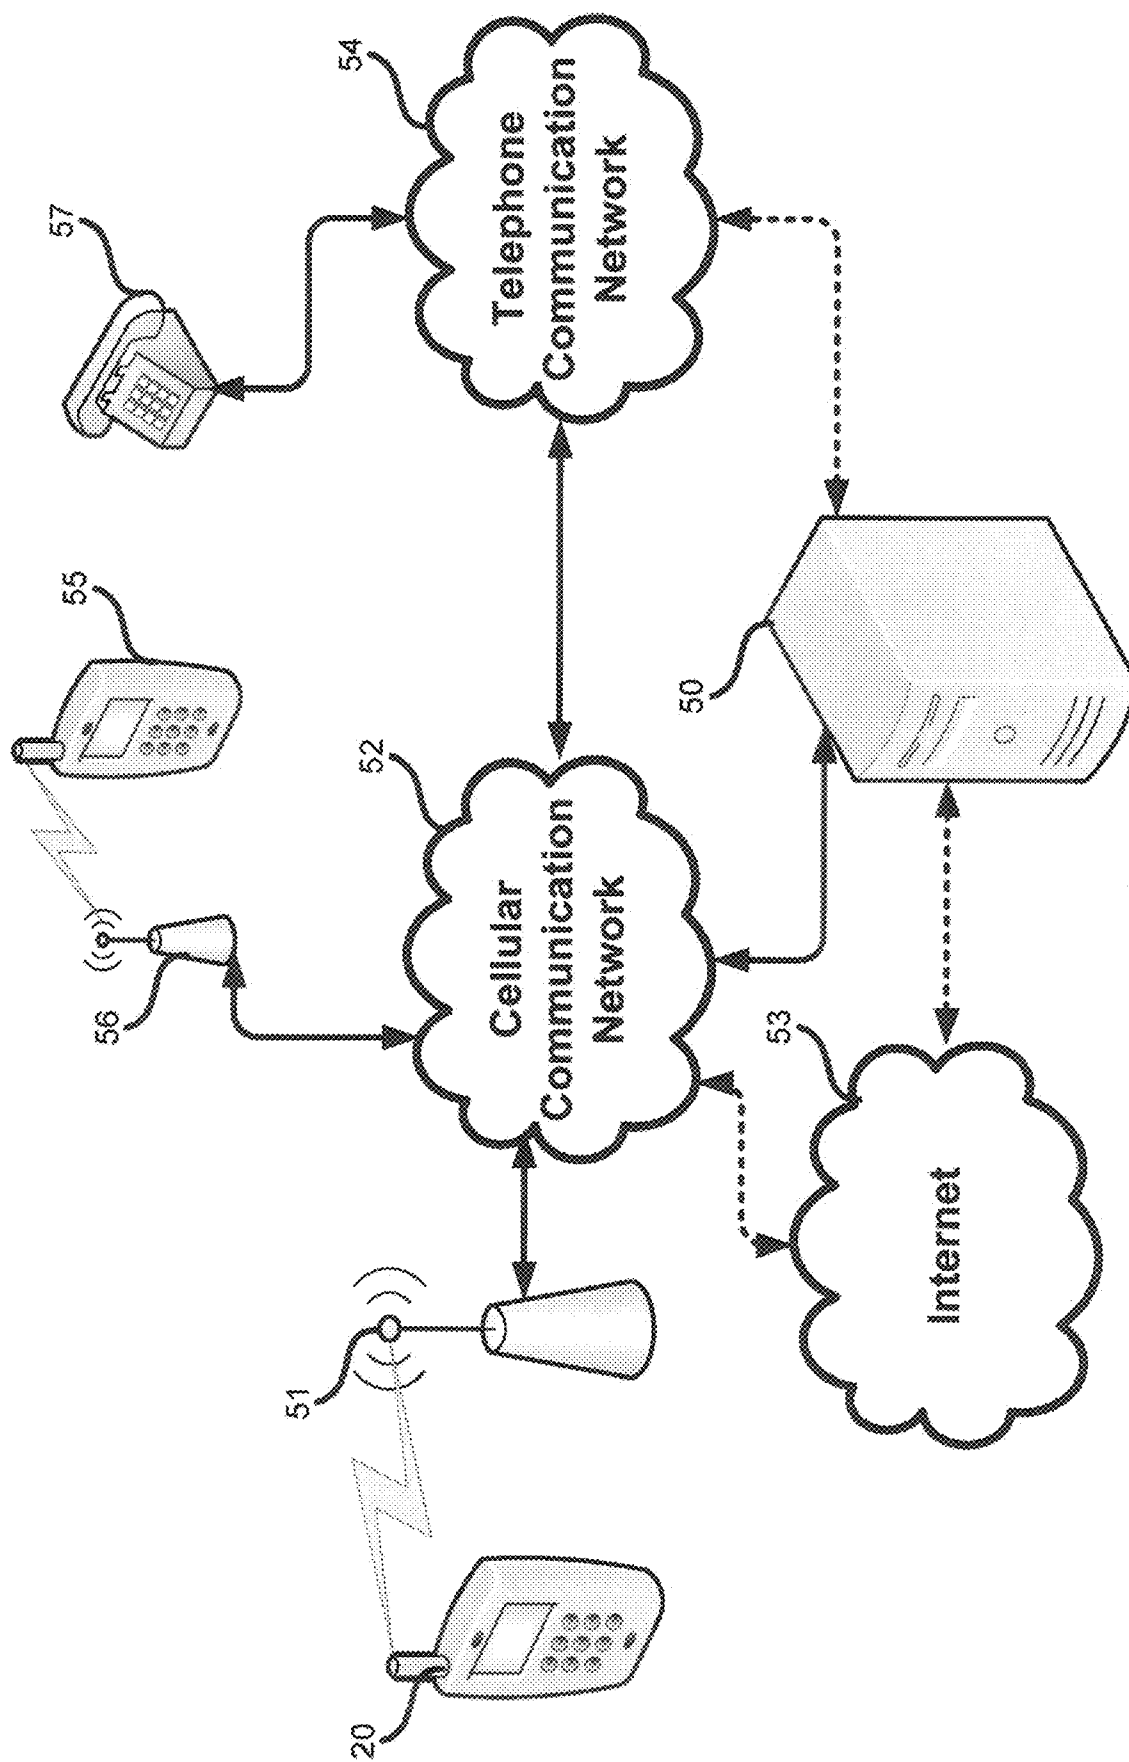 57
54
55
Telephone
Communication
Network
56
52
Cellular
Communication
Network
50
51
53
Internet
20